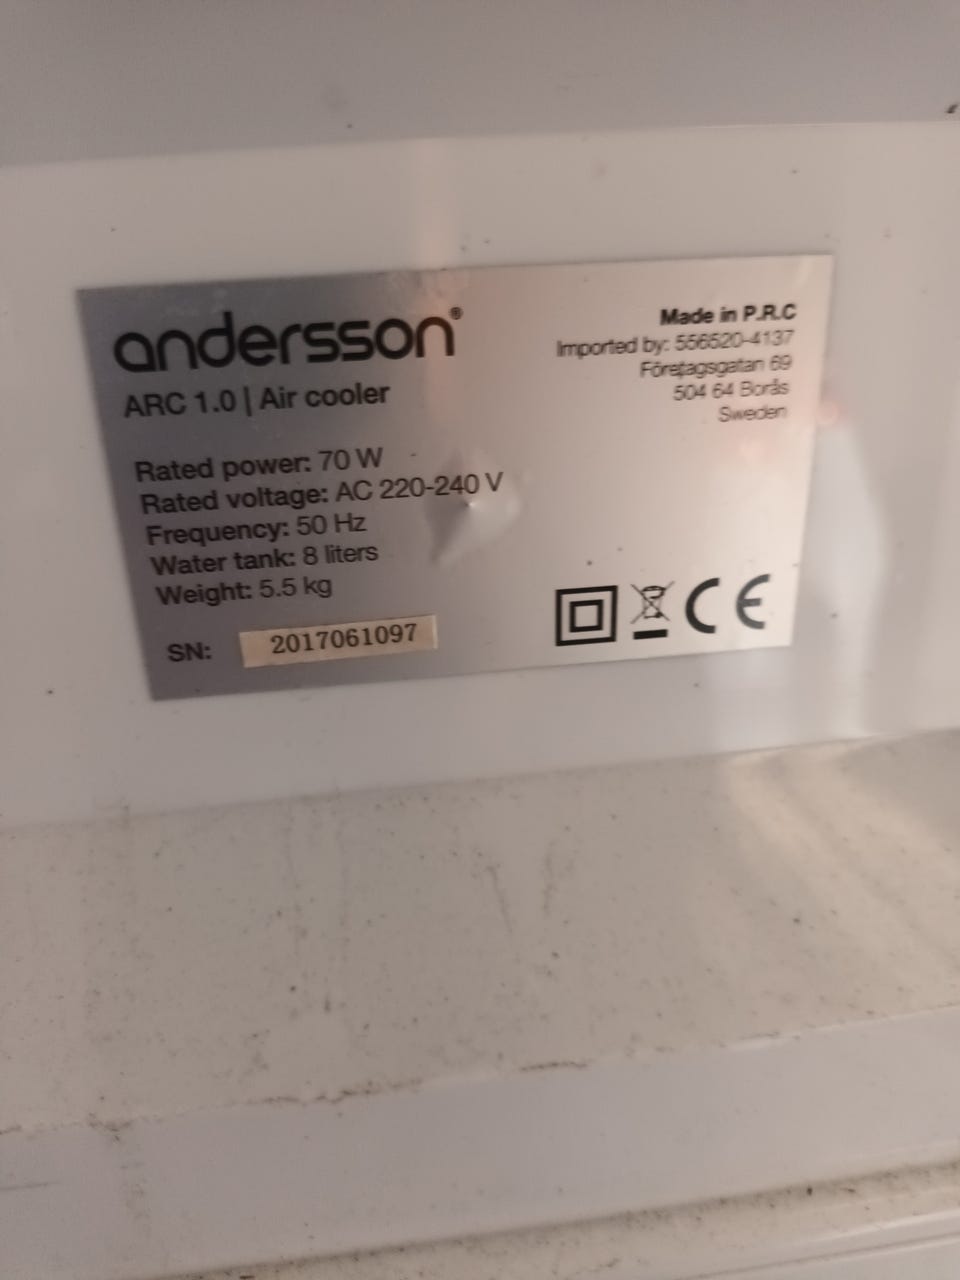 andersson®
ARC 1.0 | Air cooler
Rated power: 70 W
Rated voltage: AC 220-240 V
Frequency: 50 Hz
Water tank: 8 liters
Weight: 5.5 kg
SN: 2017061097
Made in P.R.C
Imported by: 556520-4137
Företagsgatan 69
504 64 Borås
Sweden
CE